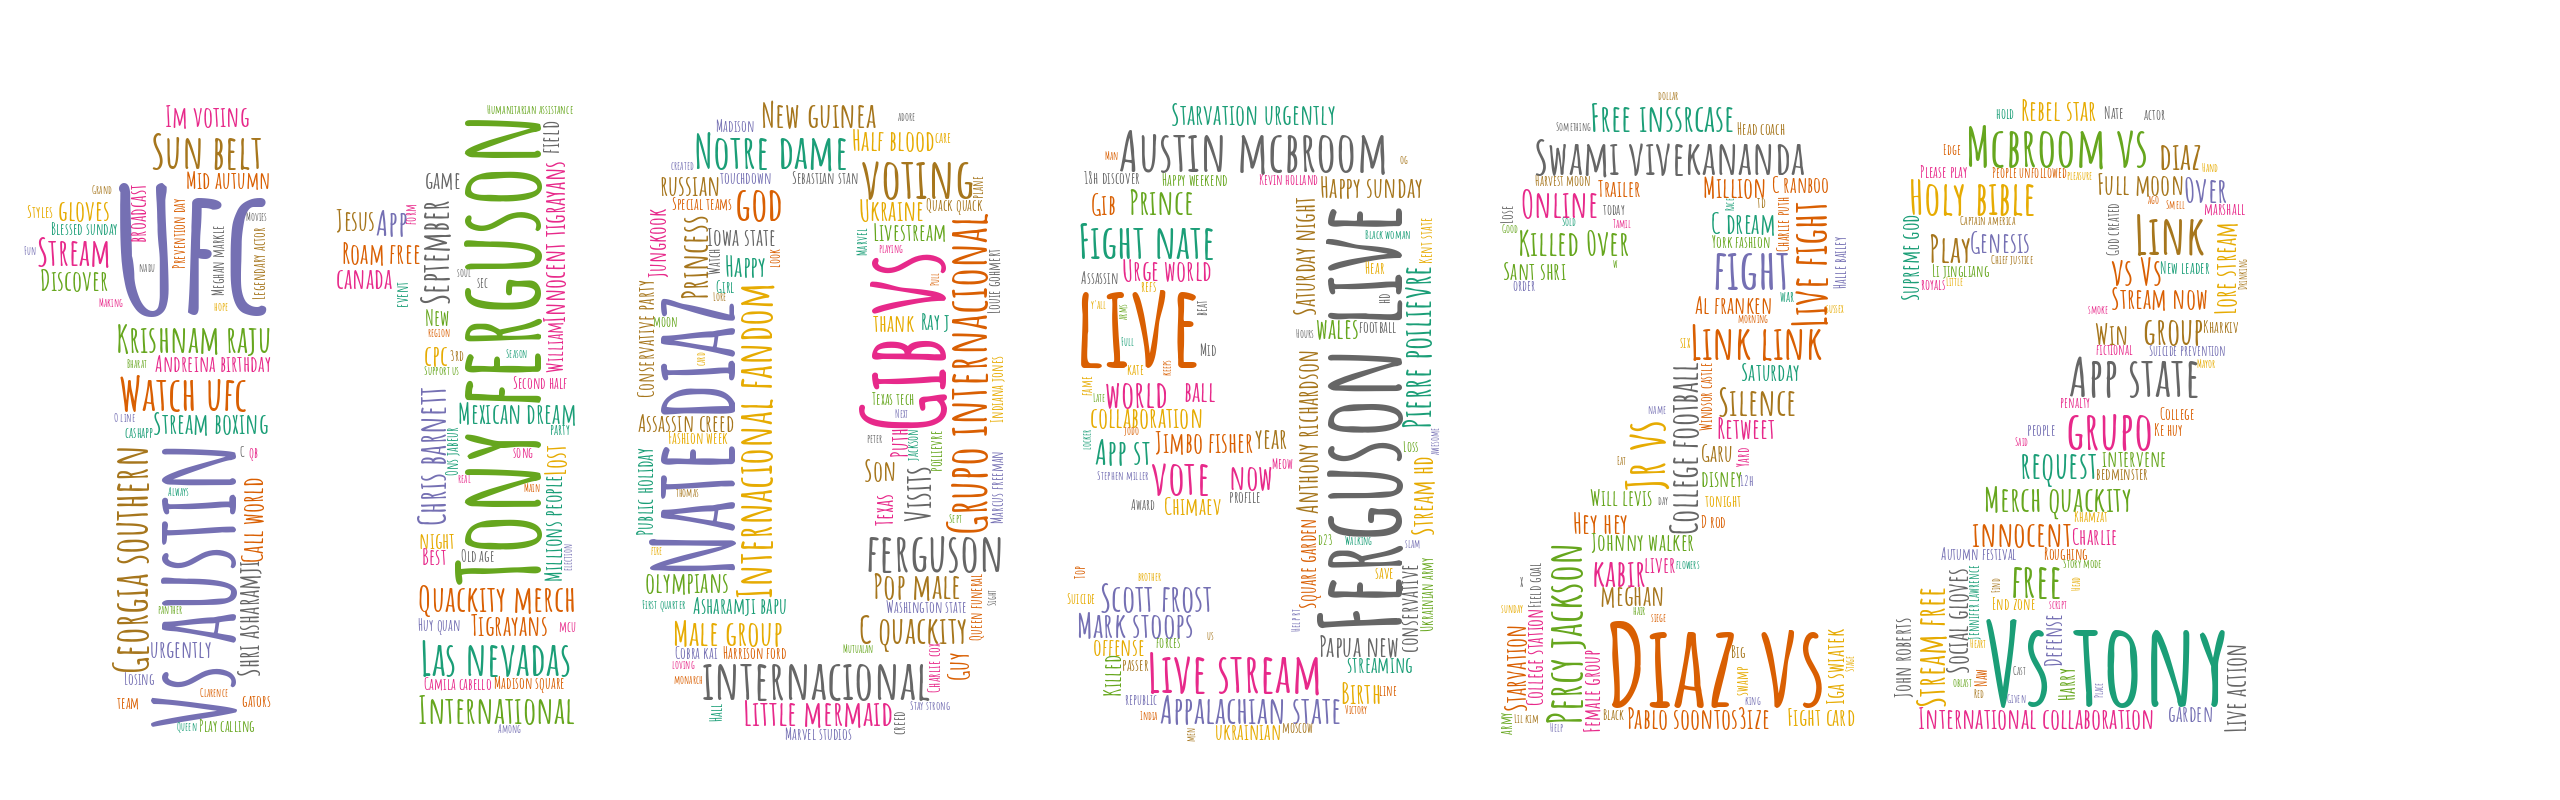 Im voting
Sun belt
Mid autumn
Grand
Styles
Gloves
Blessed sunday
Fun
Stream
Discover
Making
UFC
Broadcast
Nadu
Prevention day
Meghan markle
Movies
Legendary actor
Hope
Krishnam raju
Bharat
Andreina birthday
Watch ufc
O line
Cashapp
Stream boxing
C
QB
Georgia southern
Always
Vs austin
Call world
Panther
Shri asharamji
Urgently
Losing
Clarence
Team
Gators
Queen
Play calling
Humanitarian assistance
Jesus
App
Form
Roam free
Canada
Event
Game
September
Soul
Sec
New
Region
CPC
3rd
Support us
Season
Field
Innocent tigrayans
William
Tony ferguson
Second half
Mexican dream
Party
Chris barnett
Ons jabeur
Song
Lost
Real
Main
Millions people
Election
Night
Best
Old age
Quackity merch
Huy quan
Tigrayans
MCU
Las nevadas
Camila cabello
Madison square
International
Among
New guinea
Madison
Adore
Notre dame
Half blood
Care
Created
Touchdown
Sebastian stan
Voting
Plane
Russian
Special teams
God
Ukraine
Quack quack
Jungkook
Princess
Iowa state
Watch
Happy
Look
Girl
Lore
Marvel
Livestream
Playing
Poll
Louie gohmert
Conservative party
Moon
Card
Nate diaz
Internacional fandom
Gib vs
Thank
Ray J
Grupo internacional
Indiana jones
Texas tech
Next
Assassin creed
Fashion week
Peter
Puth
Jackson
Poilievre
Public holiday
Thomas
Fire
Son
Texas
Visits
Sept
Marcus freeman
Ferguson
Olympians
First quarter
Asharamji bapu
Pop male
Washington state
Queen funeral
Sight
Male group
C quackity
Cobra kai
Harrison ford
Mutualan
Loving
Monarch
Internacional
Charlie cox
Guy
Hall
Little mermaid
Creed
Stay strong
Marvel studios
Starvation urgently
Man
Austin mcbroom
OG
18h discover
Happy weekend
Kevin holland
Happy sunday
Gib
Prince
Fight nate
Assassin
Urge world
Refs
Y'all
Arms
Full
Live
Beat
Mid
Saturday night
Black woman
Hear
HD
Kent state
Hours
Wales
Football
Fame
Late
Kate
Keeps
World
Ball
Collaboration
Jodo
Locker
App st
Jimbo fisher
Year
Stephen miller
Vote
Now
Meow
Profile
Award
Chimaev
Ferguson live
Pierre poilievre
Loss
Awesome
Anthony richardson
Square garden
Stream HD
D23
Walking
Slam
Save
Conservative
Ukrainian army
Help rt
Top
Brother
Suicide
Scott frost
Mark stoops
US
Offense
Forces
Killed
Passer
Live stream
Republic
India
Appalachian state
Men
Ukrainian
Moscow
Papua new
Streaming
Birth
Line
Victory
Dollar
Something
Free inssrcase
Head coach
Swami vivekananda
Harvest moon
Trailer
Million
C ranboo
Close
Online
Today
Race
TD
Charlie puth
Good
Sold
Tamil
C dream
York fashion
Killed Over
W
Sant shri
Order
Fight
Live fight
Halle bailey
War
Al franken
Morning
Sussex
Six
Link link
Saturday
Windsor castle
Silence
Retweet
Name
Jr vs
Eat
College football
Garu
Yard
Disney
12h
Will levis
Day
Tonight
Hey hey
D rod
Johnny walker
X
Field goal
Percy jackson
Kabir
Liver
Flowers
Meghan
Hair
Siege
Sunday
Starvation
College station
Female group
Army
Lil kim
Help
Black
Diaz vs
Big
Swamp
Ring
Iga swiatek
Stage
Pablo soontos3ize
Fight card
Hold
Rebel star
Nate
Actor
Edge
Mcbroom vs
Diaz
Hand
Please play
People unfollowed
Pleasure
Full moon
Over
Holy bible
Captain america
Ago
Smell
Marshall
God created
Link
Supreme god
Play
Genesis
Chief justice
Li jingliang
Royals
Little
Vs Vs
New leader
Lore stream
Drinking
Stream now
Smoke
Win
Group
Kharkiv
Fictional
Suicide prevention
App state
Mayor
Penalty
College
People
Said
Grupo
Ke huy
Request
Intervene
Bedminster
Merch quackity
Khamzat
Innocent
Charlie
Autumn festival
Roughing
Story mode
Find
Free
Head
End zone
Script
Stream free
Social gloves
Jennifer lawrence
Heart
John roberts
Vs Tony
Cast
Defense
Oblast
Naw
Red
Given
Harry
Place
International collaboration
Garden
Live action